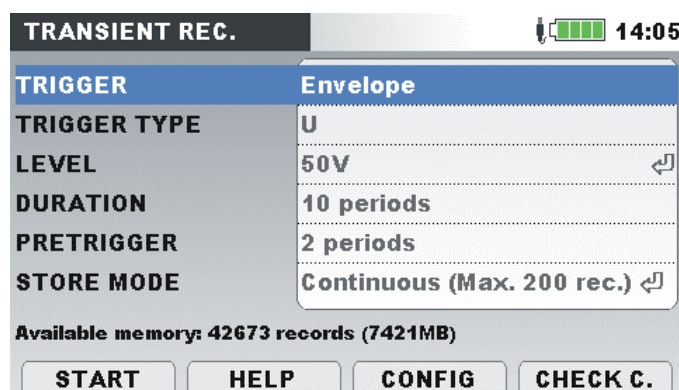 TRANSIENT REC. 14:05
TRIGGER Envelope
TRIGGER TYPE U
LEVEL 50V
DURATION 10 periods
PRETRIGGER 2 periods
STORE MODE Continuous (Max. 200 rec.)
Available memory: 42673 records (7421MB)
START HELP CONFIG CHECK C.